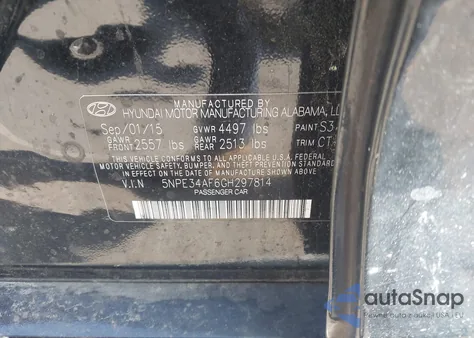 MANUFACTURED BY
HYUNDAI MOTOR MANUFACTURING ALABAMA, LL
Sep/01/15 GVWR 4497 lbs PAINT S3
GAWR FRONT 2557 lbs GAWR REAR 2513 lbs TRIM CT
THIS VEHICLE CONFORMS TO ALL APPLICABLE U.S.A. FEDERAL
MOTOR VEHICLE SAFETY, BUMPER, AND THEFT PREVENTION STANDARDS
IN EFFECT ON THE DATE OF MANUFACTURE SHOWN ABOVE.
V.I.N 5NPE34AF6GH297814
PASSENGER CAR
autoSnap